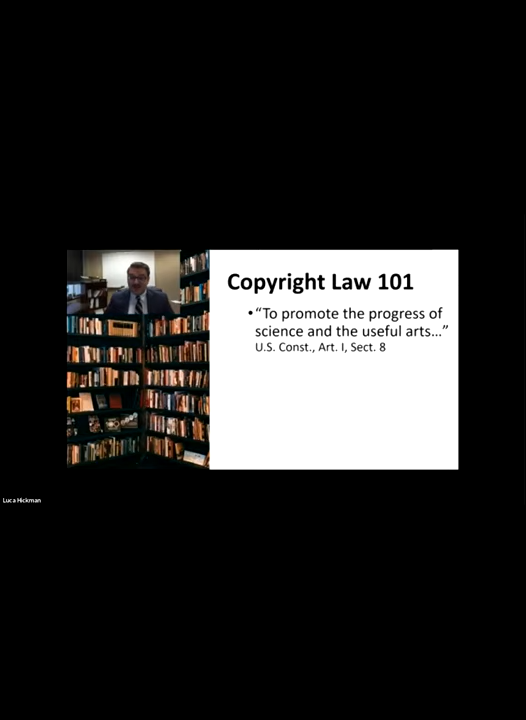 Copyright Law 101
•“To promote the progress of
science and the useful arts...”
U.S. Const., Art. I, Sect. 8
Luca Hickman